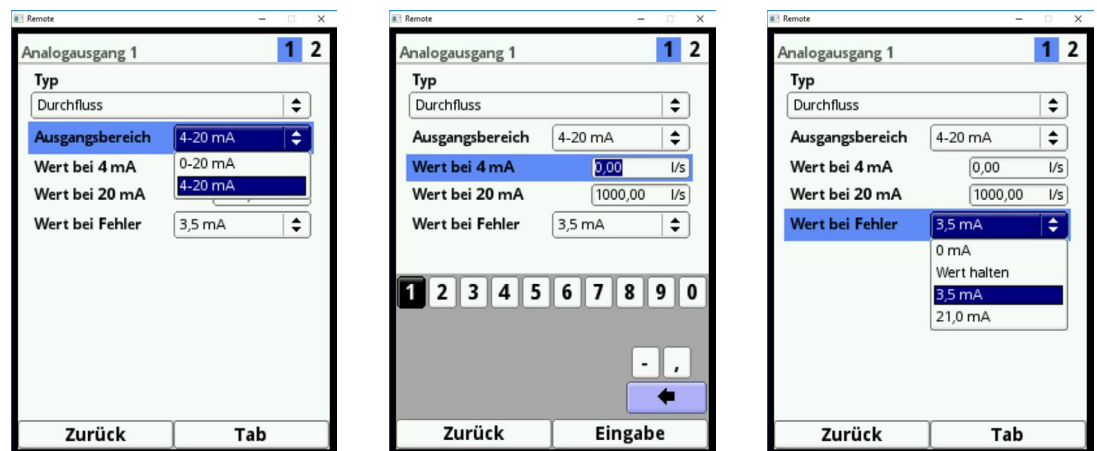 Remote
Analogausgang 1 1 2
Typ
Durchfluss
Ausgangsbereich 4-20 mA
Wert bei 4 mA 0-20 mA
4-20 mA
Wert bei 20 mA
Wert bei Fehler 3,5 mA
Zurück Tab
Remote
Analogausgang 1 1 2
Typ
Durchfluss
Ausgangsbereich 4-20 mA
Wert bei 4 mA 0,00 l/s
Wert bei 20 mA 1000,00 l/s
Wert bei Fehler 3,5 mA
1 2 3 4 5 6 7 8 9 0
- ,
Zurück Eingabe
Remote
Analogausgang 1 1 2
Typ
Durchfluss
Ausgangsbereich 4-20 mA
Wert bei 4 mA 0,00 l/s
Wert bei 20 mA 1000,00 l/s
Wert bei Fehler 3,5 mA
0 mA
Wert halten
3,5 mA
21,0 mA
Zurück Tab